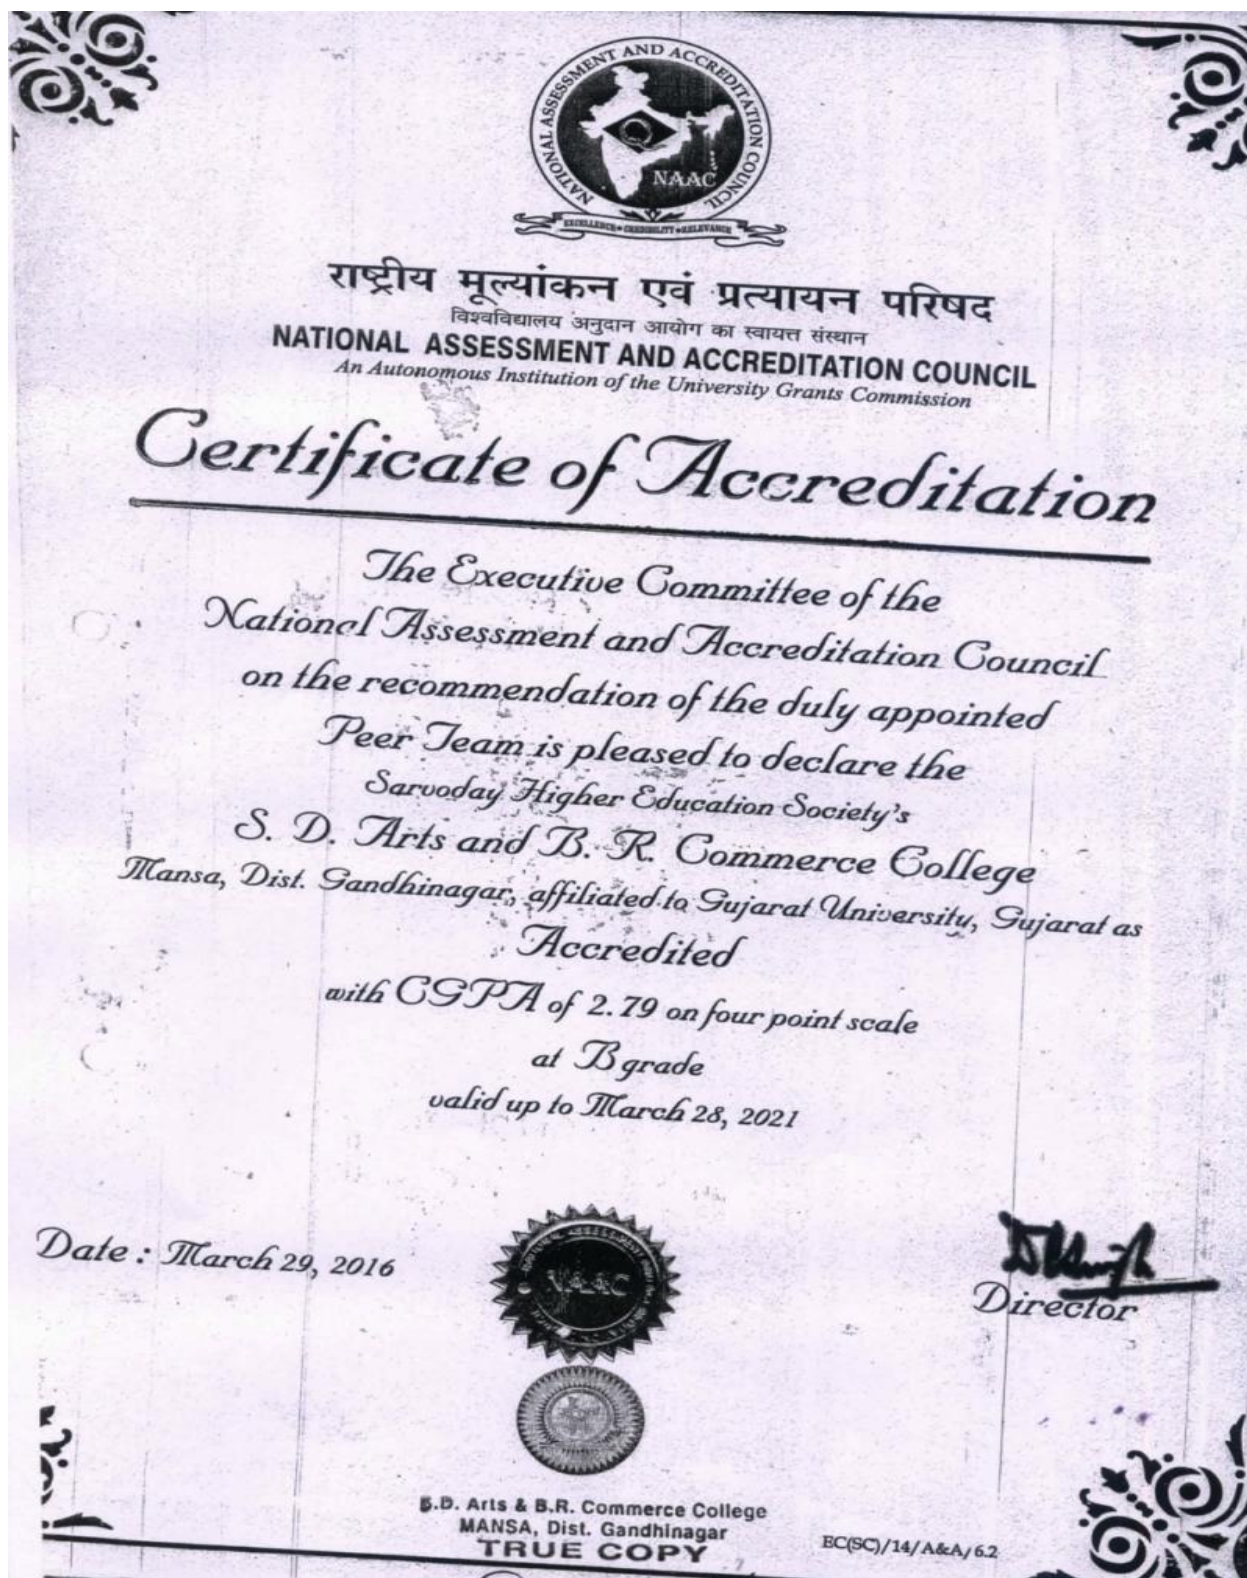 NATIONAL ASSESSMENT AND ACCREDITATION COUNCIL
NAAC
EXCELLENCE • CREDIBILITY • RELEVANCE
राष्ट्रीय मूल्यांकन एवं प्रत्यायन परिषद
विश्वविद्यालय अनुदान आयोग का स्वायत्त संस्थान
NATIONAL ASSESSMENT AND ACCREDITATION COUNCIL
An Autonomous Institution of the University Grants Commission
Certificate of Accreditation
The Executive Committee of the
National Assessment and Accreditation Council
on the recommendation of the duly appointed
Peer Team is pleased to declare the
Sarvoday Higher Education Society's
S. D. Arts and B. R. Commerce College
Mansa, Dist. Gandhinagar, affiliated to Gujarat University, Gujarat as
Accredited
with CGPA of 2.79 on four point scale
at B grade
valid up to March 28, 2021
Date : March 29, 2016
NAAC
Director
S.D. Arts & B.R. Commerce College
MANSA, Dist. Gandhinagar
TRUE COPY
EC(SC)/14/A&A/6.2